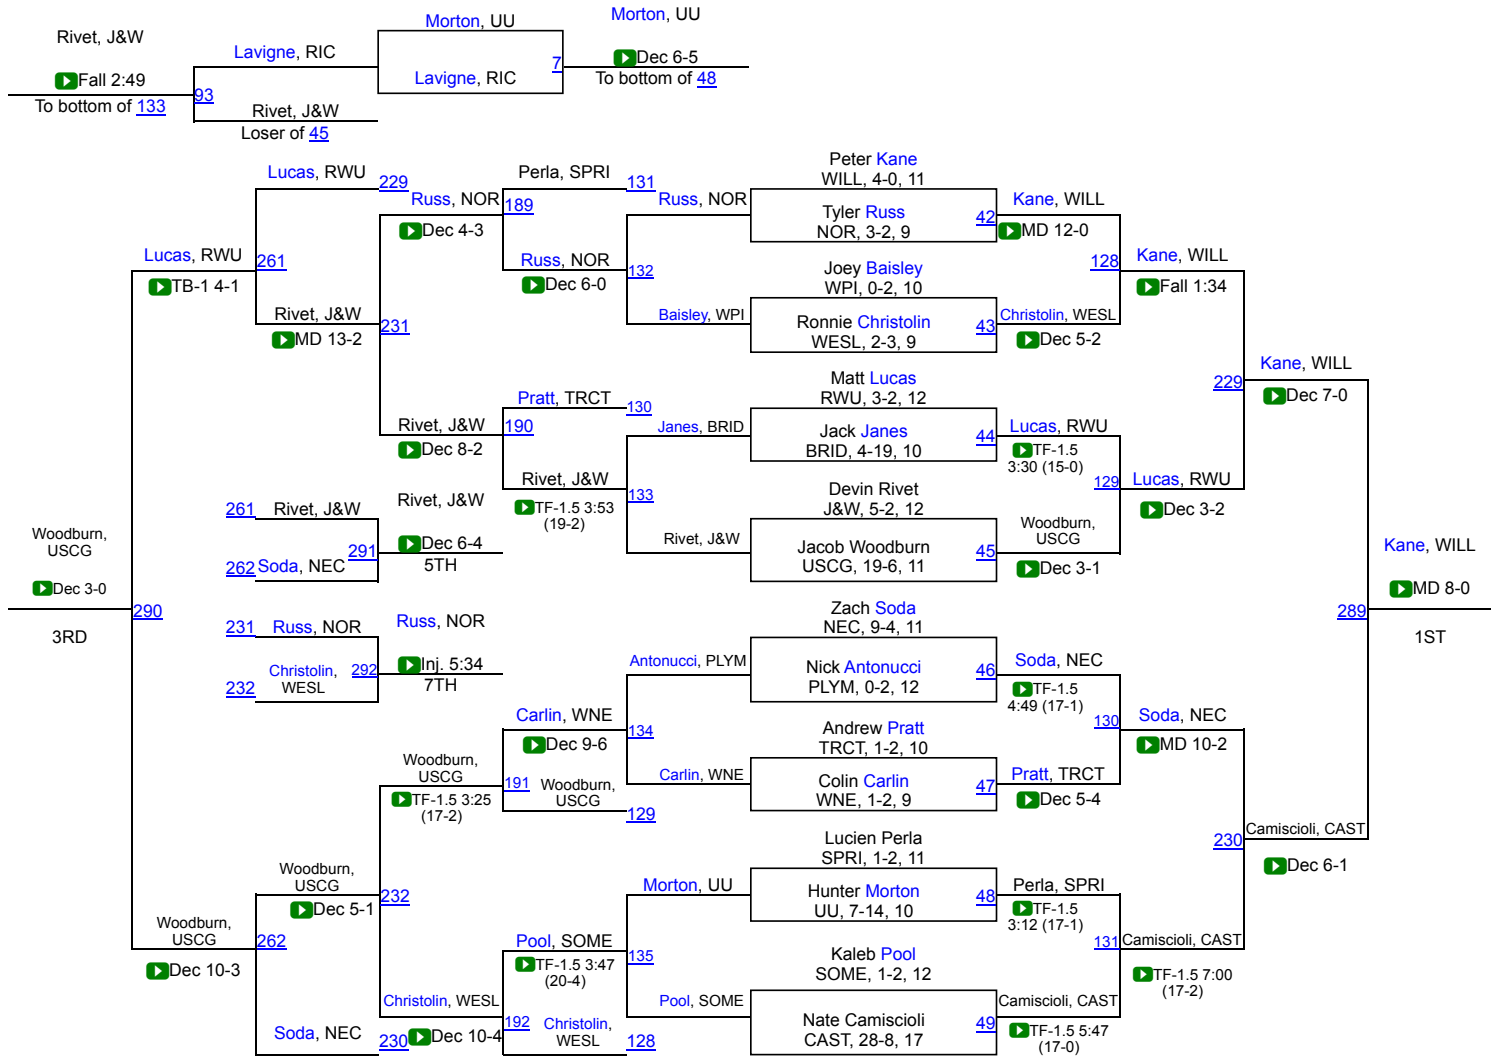 Rivet, J&W
Fall 2:49
To bottom of 133
Lavigne, RIC
93
Rivet, J&W
Loser of 45
Morton, UU
Lavigne, RIC
7
Morton, UU
Dec 6-5
To bottom of 48
Lucas, RWU
229
Lucas, RWU
TB-1 4-1
261
Rivet, J&W
MD 13-2
231
Russ, NOR
Dec 4-3
189
Perla, SPRI
131
Russ, NOR
Dec 6-0
132
Russ, NOR
Baisley, WPI
Rivet, J&W
Dec 8-2
190
Pratt, TRCT
130
Rivet, J&W
TF-1.5 3:53
(19-2)
133
Janes, BRID
Rivet, J&W
Peter Kane
WILL, 4-0, 11
Tyler Russ
NOR, 3-2, 9
42
Kane, WILL
MD 12-0
Joey Baisley
WPI, 0-2, 10
Ronnie Christolin
WESL, 2-3, 9
43
Christolin, WESL
Dec 5-2
128
Kane, WILL
Fall 1:34
Matt Lucas
RWU, 3-2, 12
Jack Janes
BRID, 4-19, 10
44
Lucas, RWU
TF-1.5
3:30 (15-0)
Devin Rivet
J&W, 5-2, 12
Jacob Woodburn
USCG, 19-6, 11
45
Woodburn,
USCG
Dec 3-1
129
Lucas, RWU
Dec 3-2
229
Kane, WILL
Dec 7-0
Woodburn,
USCG
Dec 3-0
290
3RD
261
Rivet, J&W
262
Soda, NEC
291
Rivet, J&W
Dec 6-4
5TH
231
Russ, NOR
232
Christolin,
WESL
292
Russ, NOR
Inj. 5:34
7TH
Kane, WILL
MD 8-0
289
1ST
Zach Soda
NEC, 9-4, 11
Nick Antonucci
PLYM, 0-2, 12
46
Soda, NEC
TF-1.5
4:49 (17-1)
Andrew Pratt
TRCT, 1-2, 10
Colin Carlin
WNE, 1-2, 9
47
Pratt, TRCT
Dec 5-4
130
Soda, NEC
MD 10-2
Lucien Perla
SPRI, 1-2, 11
Hunter Morton
UU, 7-14, 10
48
Perla, SPRI
TF-1.5
3:12 (17-1)
Kaleb Pool
SOME, 1-2, 12
Nate Camiscioli
CAST, 28-8, 17
49
Camiscioli, CAST
TF-1.5 5:47
(17-0)
131
Camiscioli, CAST
TF-1.5 7:00
(17-2)
230
Camiscioli, CAST
Dec 6-1
Antonucci, PLYM
Carlin, WNE
134
Carlin, WNE
Dec 9-6
191
Woodburn,
USCG
129
Woodburn,
USCG
TF-1.5 3:25
(17-2)
Woodburn,
USCG
Dec 5-1
232
Morton, UU
Pool, SOME
135
Pool, SOME
TF-1.5 3:47
(20-4)
192
Christolin,
WESL
128
Christolin, WESL
Dec 10-4
Woodburn,
USCG
Dec 10-3
262
Soda, NEC
230